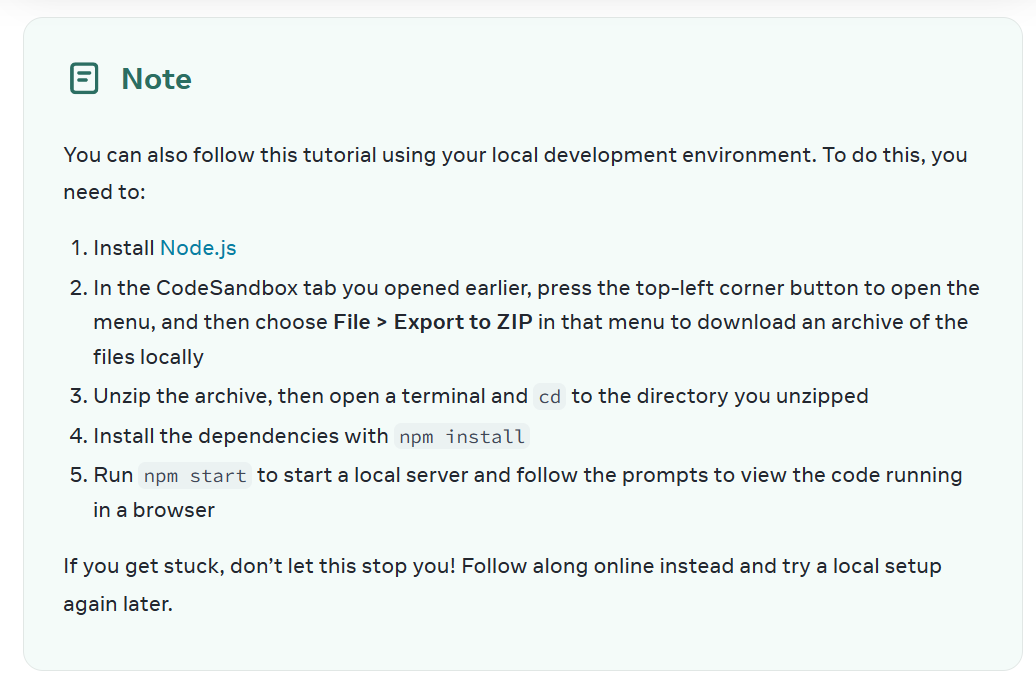 Note
You can also follow this tutorial using your local development environment. To do this, you
need to:
1. Install Node.js
2. In the CodeSandbox tab you opened earlier, press the top-left corner button to open the
menu, and then choose File > Export to ZIP in that menu to download an archive of the
files locally
3. Unzip the archive, then open a terminal and cd to the directory you unzipped
4. Install the dependencies with npm install
5. Run npm start to start a local server and follow the prompts to view the code running
in a browser
If you get stuck, don’t let this stop you! Follow along online instead and try a local setup
again later.